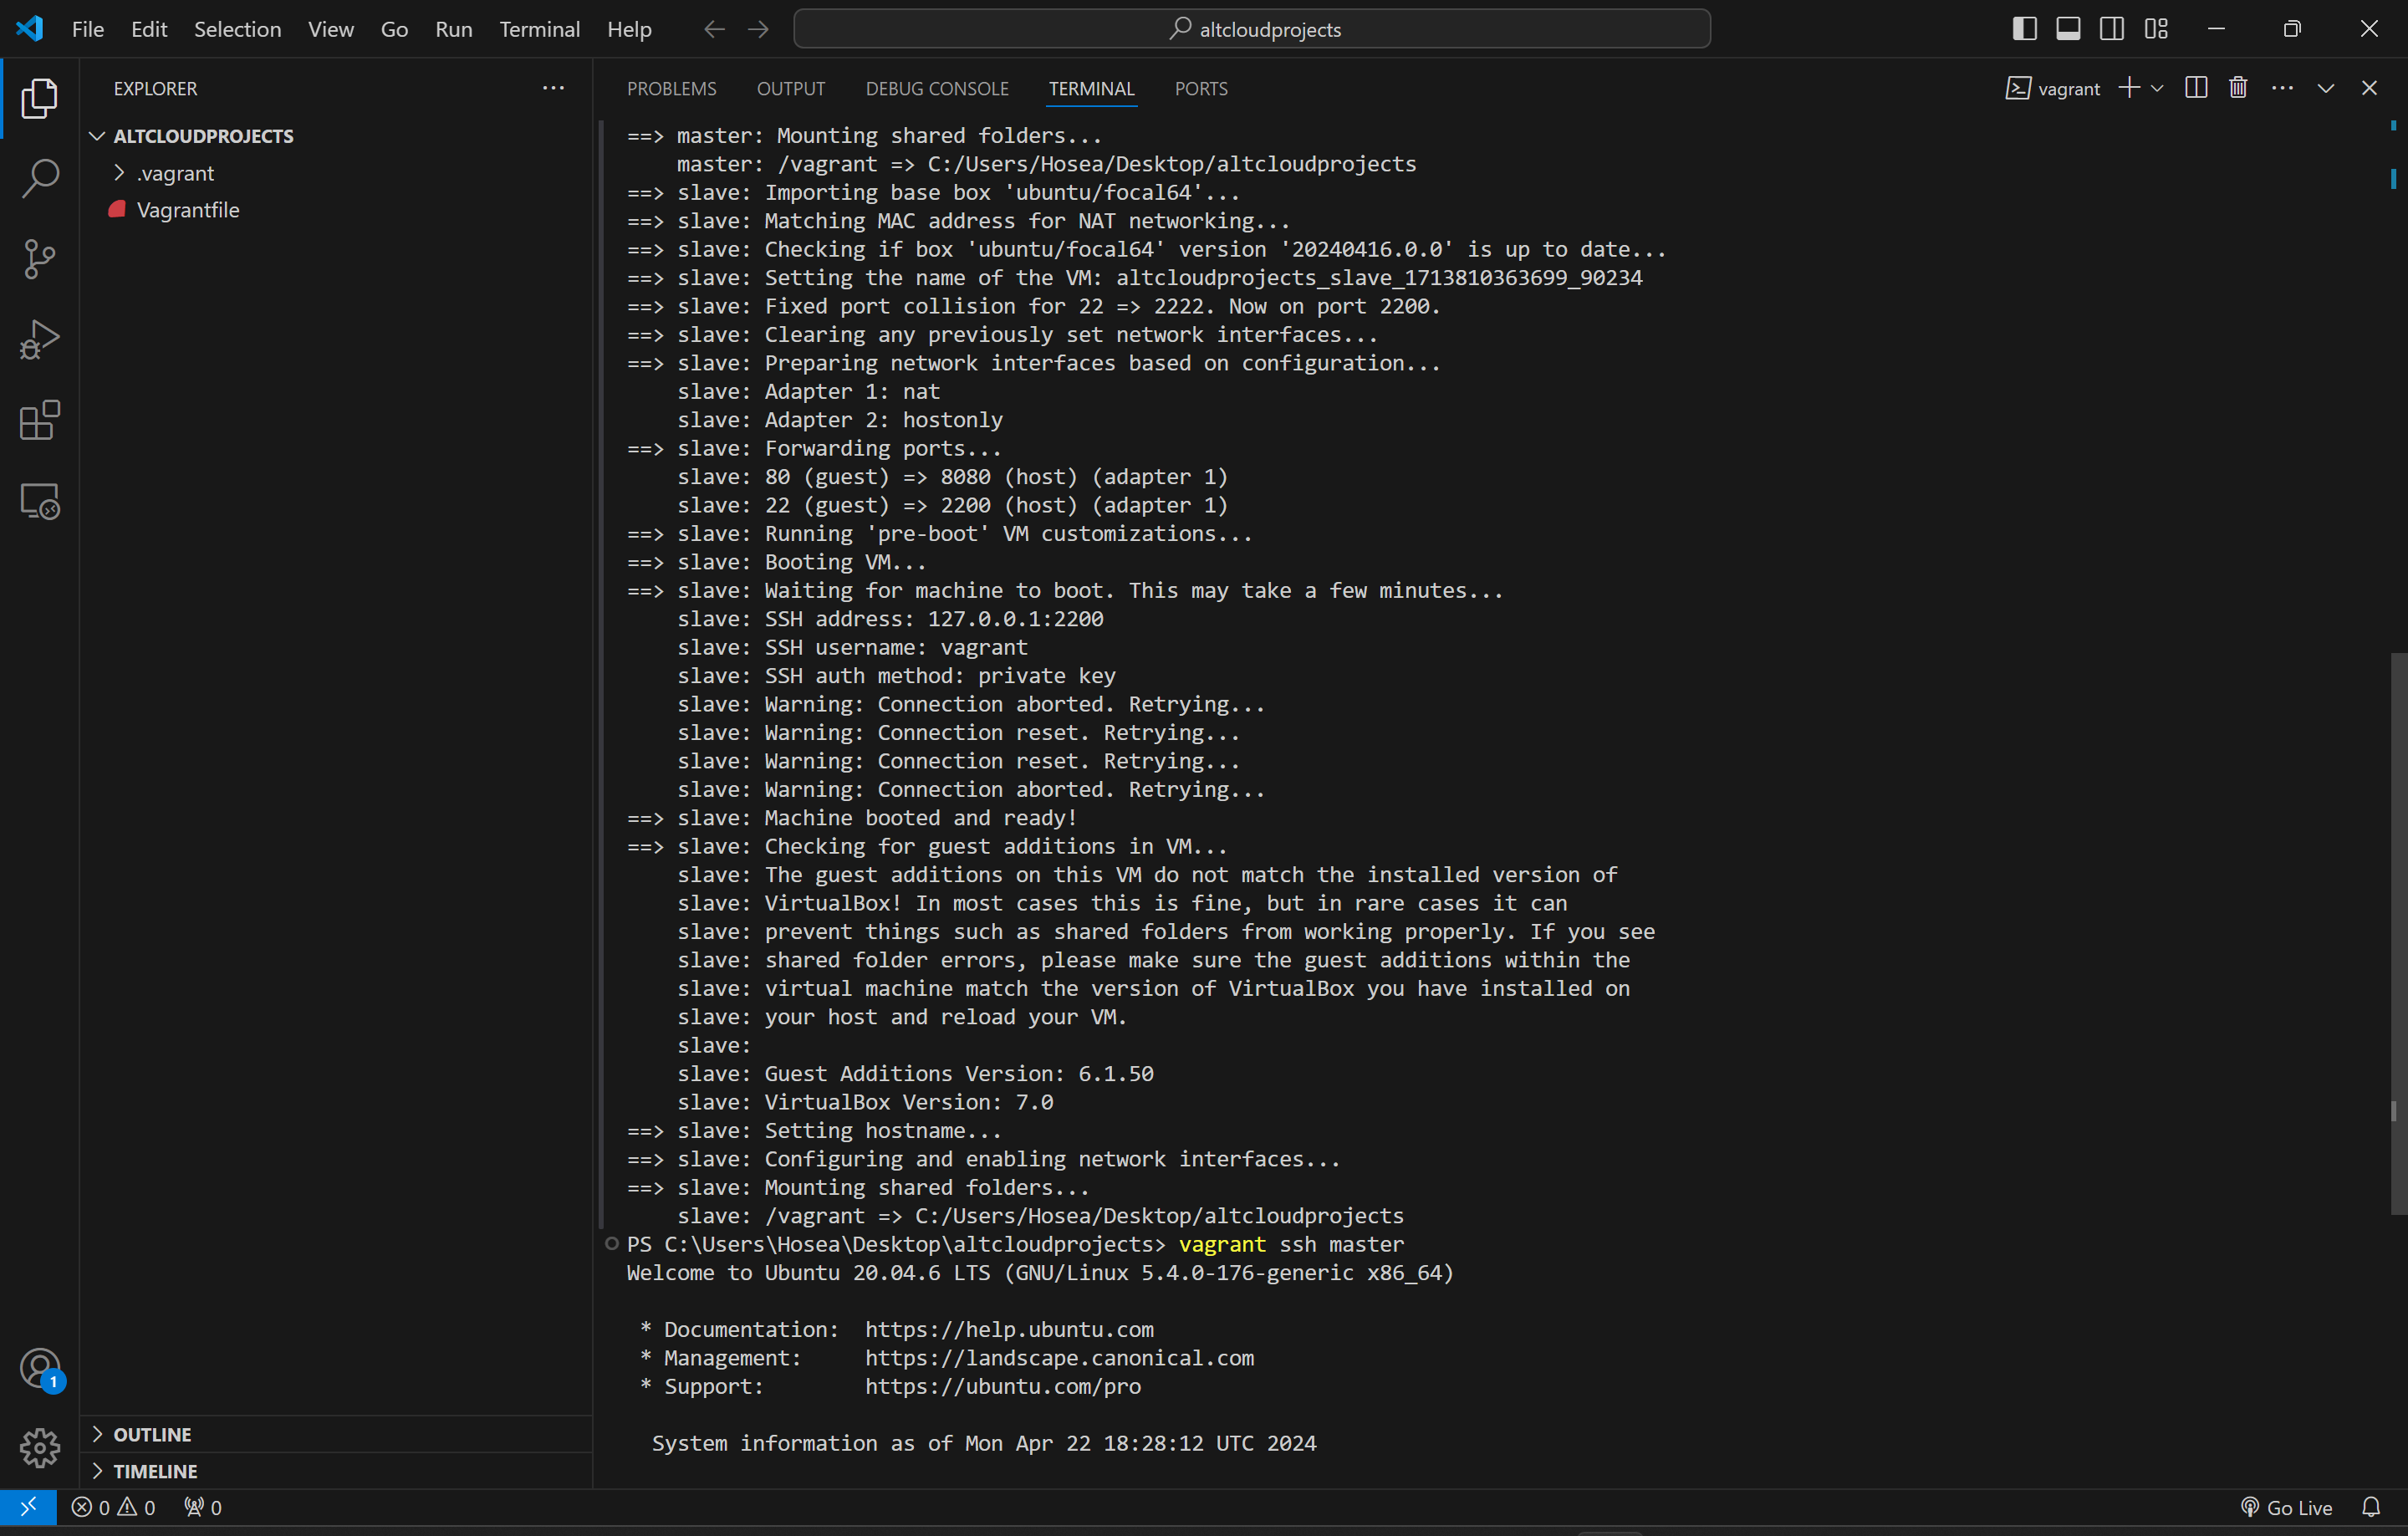 File Edit Selection View Go Run Terminal Help
altcloudprojects
EXPLORER
ALTCLOUDPROJECTS
.vagrant
Vagrantfile
OUTLINE
TIMELINE
PROBLEMS OUTPUT DEBUG CONSOLE TERMINAL PORTS
vagrant
==> master: Mounting shared folders...
    master: /vagrant => C:/Users/Hosea/Desktop/altcloudprojects
==> slave: Importing base box 'ubuntu/focal64'...
==> slave: Matching MAC address for NAT networking...
==> slave: Checking if box 'ubuntu/focal64' version '20240416.0.0' is up to date...
==> slave: Setting the name of the VM: altcloudprojects_slave_1713810363699_90234
==> slave: Fixed port collision for 22 => 2222. Now on port 2200.
==> slave: Clearing any previously set network interfaces...
==> slave: Preparing network interfaces based on configuration...
    slave: Adapter 1: nat
    slave: Adapter 2: hostonly
==> slave: Forwarding ports...
    slave: 80 (guest) => 8080 (host) (adapter 1)
    slave: 22 (guest) => 2200 (host) (adapter 1)
==> slave: Running 'pre-boot' VM customizations...
==> slave: Booting VM...
==> slave: Waiting for machine to boot. This may take a few minutes...
    slave: SSH address: 127.0.0.1:2200
    slave: SSH username: vagrant
    slave: SSH auth method: private key
    slave: Warning: Connection aborted. Retrying...
    slave: Warning: Connection reset. Retrying...
    slave: Warning: Connection reset. Retrying...
    slave: Warning: Connection aborted. Retrying...
==> slave: Machine booted and ready!
==> slave: Checking for guest additions in VM...
    slave: The guest additions on this VM do not match the installed version of
    slave: VirtualBox! In most cases this is fine, but in rare cases it can
    slave: prevent things such as shared folders from working properly. If you see
    slave: shared folder errors, please make sure the guest additions within the
    slave: virtual machine match the version of VirtualBox you have installed on
    slave: your host and reload your VM.
    slave:
    slave: Guest Additions Version: 6.1.50
    slave: VirtualBox Version: 7.0
==> slave: Setting hostname...
==> slave: Configuring and enabling network interfaces...
==> slave: Mounting shared folders...
    slave: /vagrant => C:/Users/Hosea/Desktop/altcloudprojects
PS C:\Users\Hosea\Desktop\altcloudprojects> vagrant ssh master
Welcome to Ubuntu 20.04.6 LTS (GNU/Linux 5.4.0-176-generic x86_64)
 * Documentation:  https://help.ubuntu.com
 * Management:     https://landscape.canonical.com
 * Support:        https://ubuntu.com/pro
  System information as of Mon Apr 22 18:28:12 UTC 2024
1
0 0 0
Go Live